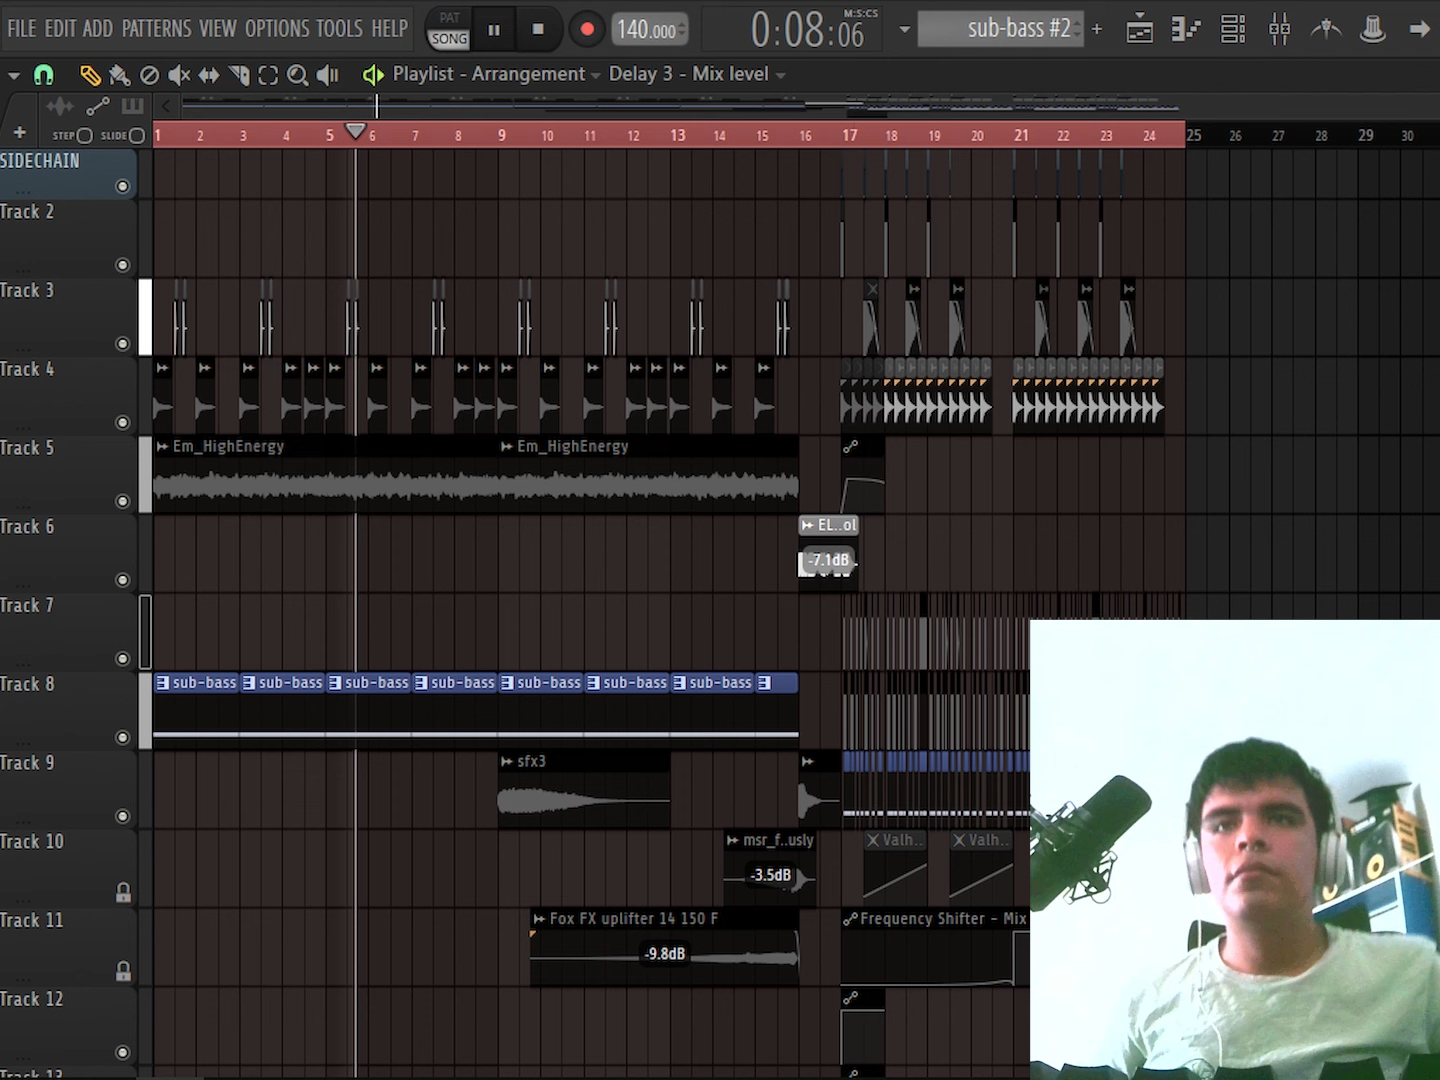 FILE EDIT ADD PATTERNS VIEW OPTIONS TOOLS HELP
PAT
SONG
140.000
0:08:06
M:S:CS
sub-bass #2
Playlist - Arrangement
Delay 3 - Mix level
STEP
SLIDE
1 2 3 4 5 6 7 8 9 10 11 12 13 14 15 16 17 18 19 20 21 22 23 24 25 26 27 28 29 30
SIDECHAIN
Track 2
Track 3
Track 4
Track 5
Em_HighEnergy
Em_HighEnergy
Track 6
EL..ol
-7.1dB
Track 7
Track 8
sub-bass sub-bass sub-bass sub-bass sub-bass sub-bass sub-bass
Track 9
sfx3
Track 10
msr_f..usly
Valh..
Valh..
-3.5dB
Track 11
Fox FX uplifter 14 150 F
Frequency Shifter - Mix
-9.8dB
Track 12
Track 13